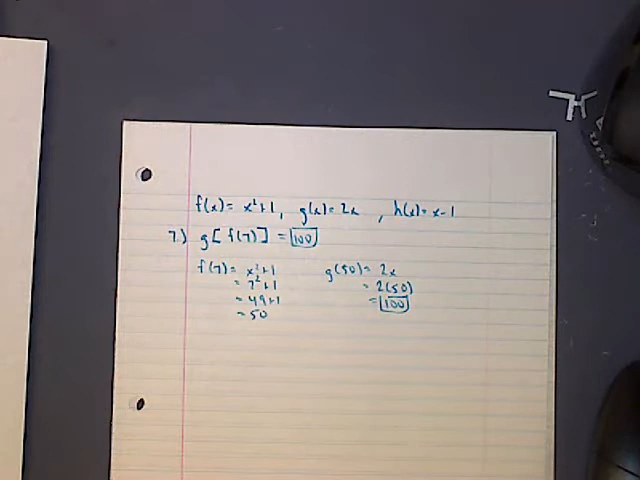 f(x) = x²+1, g(x) = 2x , h(x) = x-1
7.) g[f(7)] = 100
f(7) = x²+1
= 7²+1
= 49+1
= 50
g(50) = 2x
= 2(50)
= 100